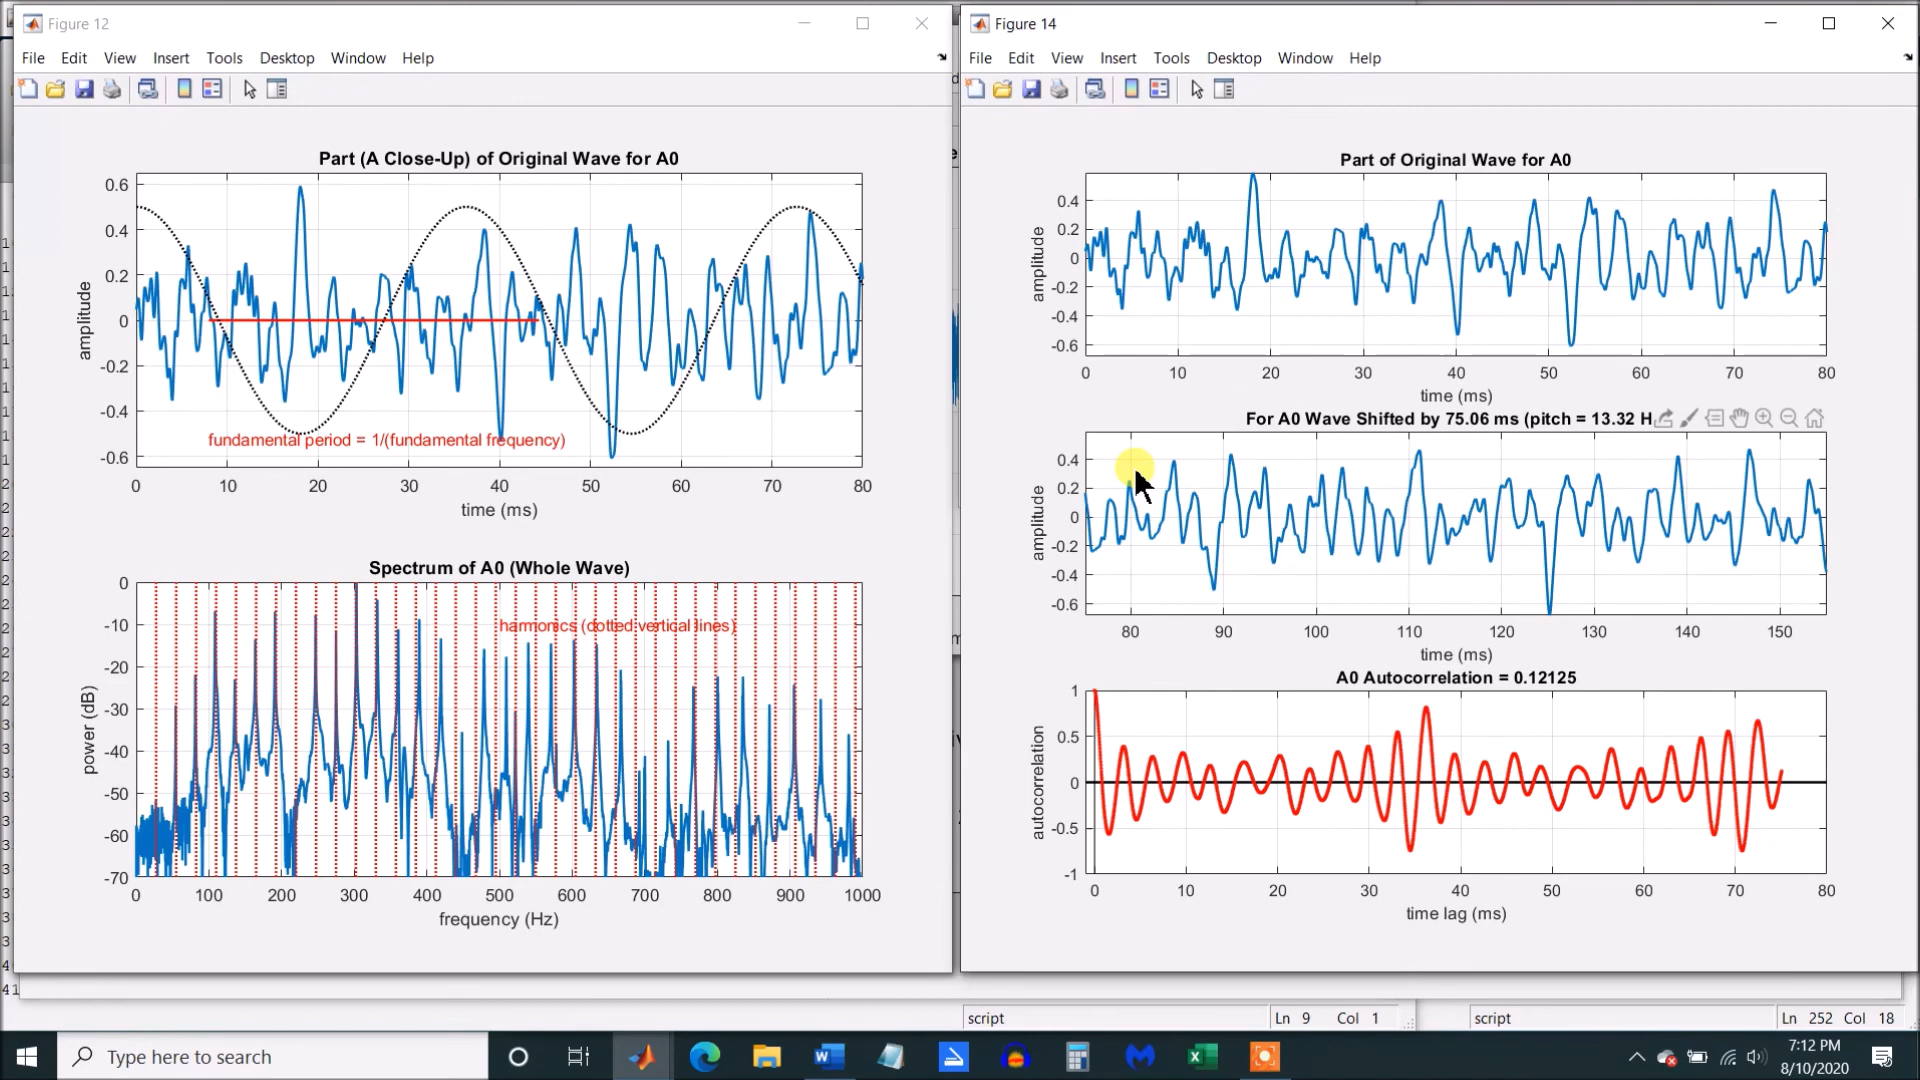 Figure 12
File Edit View Insert Tools Desktop Window Help
Part (A Close-Up) of Original Wave for A0
0.6
0.4
0.2
0
-0.2
-0.4
-0.6
amplitude
fundamental period = 1/(fundamental frequency)
0 10 20 30 40 50 60 70 80
time (ms)
Spectrum of A0 (Whole Wave)
0
-10
-20
-30
-40
-50
-60
-70
power (dB)
harmonics (dotted vertical lines)
0 100 200 300 400 500 600 700 800 900 1000
frequency (Hz)
Figure 14
File Edit View Insert Tools Desktop Window Help
Part of Original Wave for A0
0.4
0.2
0
-0.2
-0.4
-0.6
amplitude
0 10 20 30 40 50 60 70 80
time (ms)
For A0 Wave Shifted by 75.06 ms (pitch = 13.32 H
0.4
0.2
0
-0.2
-0.4
-0.6
amplitude
80 90 100 110 120 130 140 150
time (ms)
A0 Autocorrelation = 0.12125
1
0.5
0
-0.5
-1
autocorrelation
0 10 20 30 40 50 60 70 80
time lag (ms)
script Ln 9 Col 1 script Ln 252 Col 18
Type here to search
7:12 PM
8/10/2020